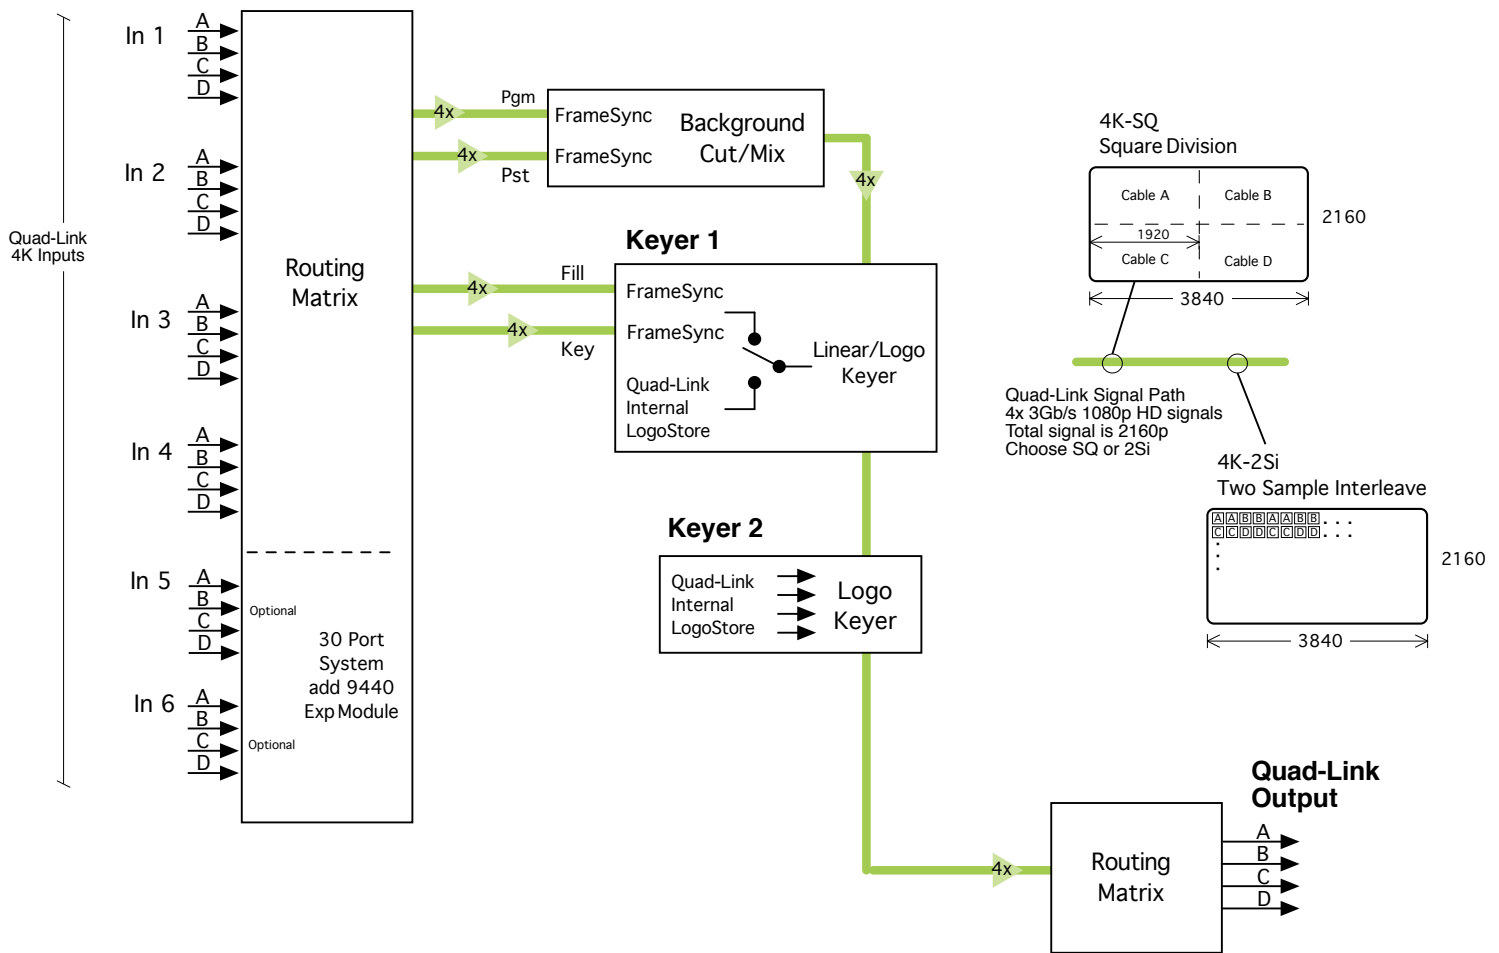 Quad-Link
4K Inputs
In 1
A
B
C
D
In 2
A
B
C
D
In 3
A
B
C
D
In 4
A
B
C
D
In 5
A
B
C
D
Optional
In 6
A
B
C
D
Optional
Routing
Matrix
30 Port
System
add 9440
Exp Module
4x
Pgm
4x
Pst
FrameSync
FrameSync
Background
Cut/Mix
4x
Keyer 1
4x
Fill
4x
Key
FrameSync
FrameSync
Quad-Link
Internal
LogoStore
Linear/Logo
Keyer
Keyer 2
Quad-Link
Internal
LogoStore
Logo
Keyer
4x
Routing
Matrix
Quad-Link
Output
A
B
C
D
4K-SQ
Square Division
Cable A
Cable B
1920
Cable C
Cable D
2160
3840
Quad-Link Signal Path
4x 3Gb/s 1080p HD signals
Total signal is 2160p
Choose SQ or 2Si
4K-2Si
Two Sample Interleave
A A B B A A B B . . .
C C D D C C D D . . .
.
.
.
2160
3840